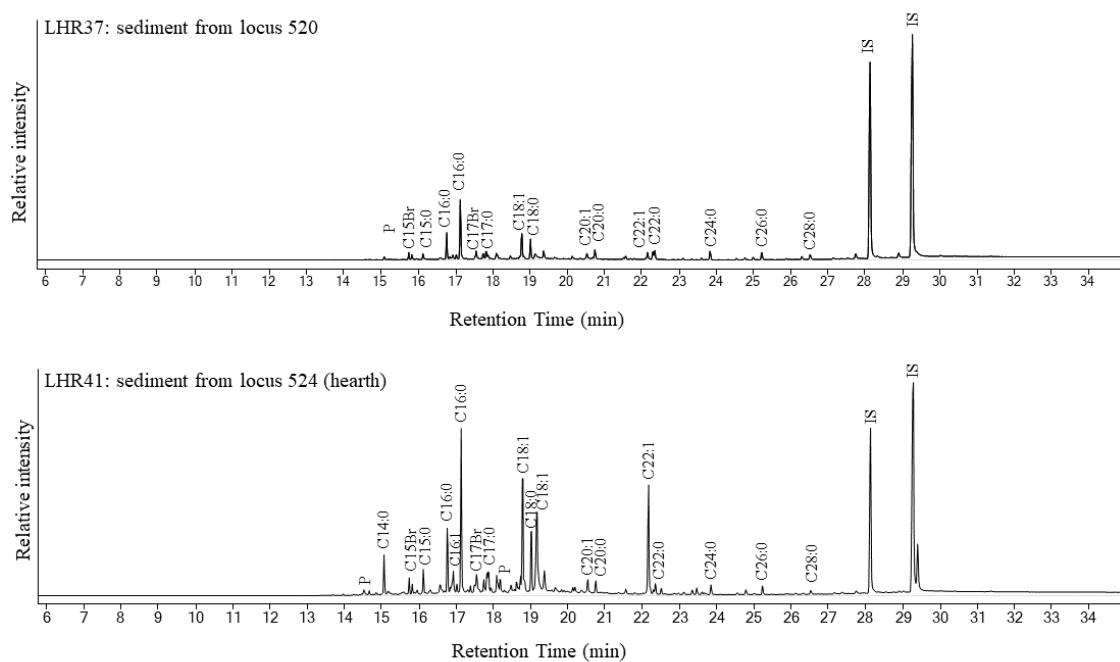 LHR37: sediment from locus 520
Relative intensity
P
C15Br
C15:0
C16:0
C16:0
C17Br
C17:0
C18:1
C18:0
C20:1
C20:0
C22:1
C22:0
C24:0
C26:0
C28:0
IS
IS
6 7 8 9 10 11 12 13 14 15 16 17 18 19 20 21 22 23 24 25 26 27 28 29 30 31 32 33 34
Retention Time (min)
LHR41: sediment from locus 524 (hearth)
Relative intensity
P
C14:0
C15Br
C15:0
C16:0
C16:1
C16:0
C17Br
C17:0
P
C18:1
C18:0
C18:1
C20:1
C20:0
C22:1
C22:0
C24:0
C26:0
C28:0
IS
IS
6 7 8 9 10 11 12 13 14 15 16 17 18 19 20 21 22 23 24 25 26 27 28 29 30 31 32 33 34
Retention Time (min)